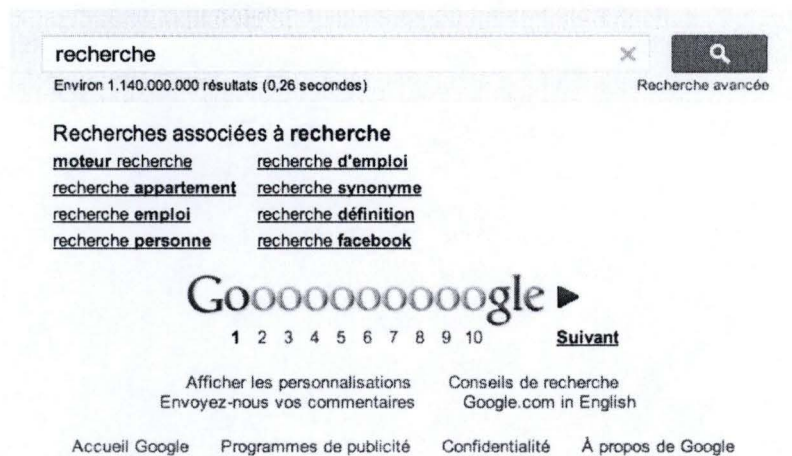 recherche
Environ 1.140.000.000 résultats (0,26 secondes)
Recherche avancée
Recherches associées à recherche
moteur recherche recherche d'emploi
recherche appartement recherche synonyme
recherche emploi recherche définition
recherche personne recherche facebook
Goooooooooogle
1 2 3 4 5 6 7 8 9 10 Suivant
Afficher les personnalisations Conseils de recherche
Envoyez-nous vos commentaires Google.com in English
Accueil Google Programmes de publicité Confidentialité À propos de Google